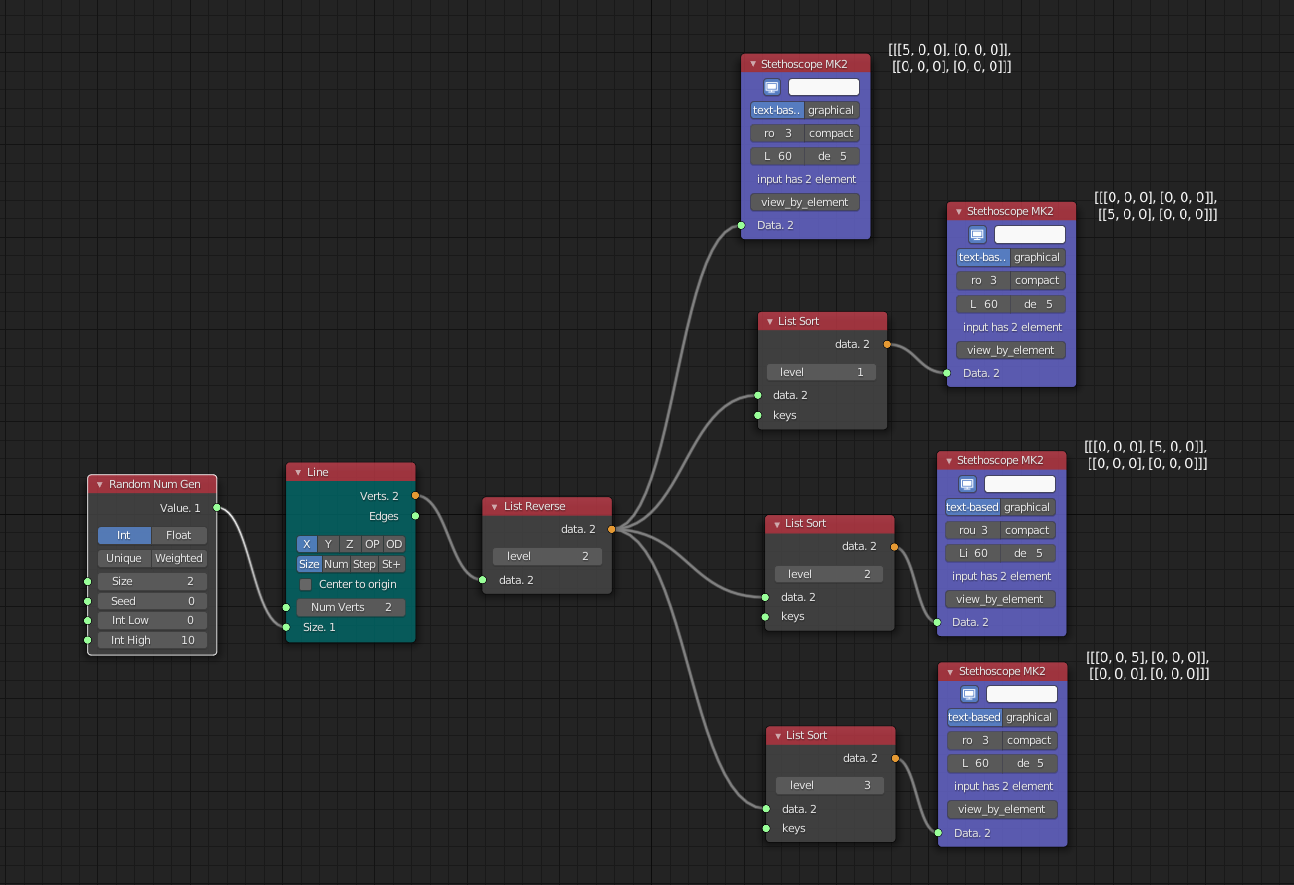 Stethoscope MK2
[[[5, 0, 0], [0, 0, 0]],
[[0, 0, 0], [0, 0, 0]]]
text-bas.. graphical
ro 3 compact
L 60 de 5
input has 2 element
view_by_element
Data. 2
Stethoscope MK2
[[[0, 0, 0], [0, 0, 0]],
[[5, 0, 0], [0, 0, 0]]]
text-bas.. graphical
ro 3 compact
L 60 de 5
input has 2 element
view_by_element
Data. 2
List Sort
data. 2
level 1
data. 2
keys
Random Num Gen
Value. 1
Int Float
Unique Weighted
Size 2
Seed 0
Int Low 0
Int High 10
Line
Verts. 2
Edges
X Y Z OP OD
Size Num Step St+
Center to origin
Num Verts 2
Size. 1
List Reverse
data. 2
level 2
data. 2
List Sort
data. 2
level 2
data. 2
keys
Stethoscope MK2
[[[0, 0, 0], [5, 0, 0]],
[[0, 0, 0], [0, 0, 0]]]
text-based graphical
rou 3 compact
Li 60 de 5
input has 2 element
view_by_element
Data. 2
List Sort
data. 2
level 3
data. 2
keys
Stethoscope MK2
[[[0, 0, 5], [0, 0, 0]],
[[0, 0, 0], [0, 0, 0]]]
text-based graphical
ro 3 compact
L 60 de 5
input has 2 element
view_by_element
Data. 2